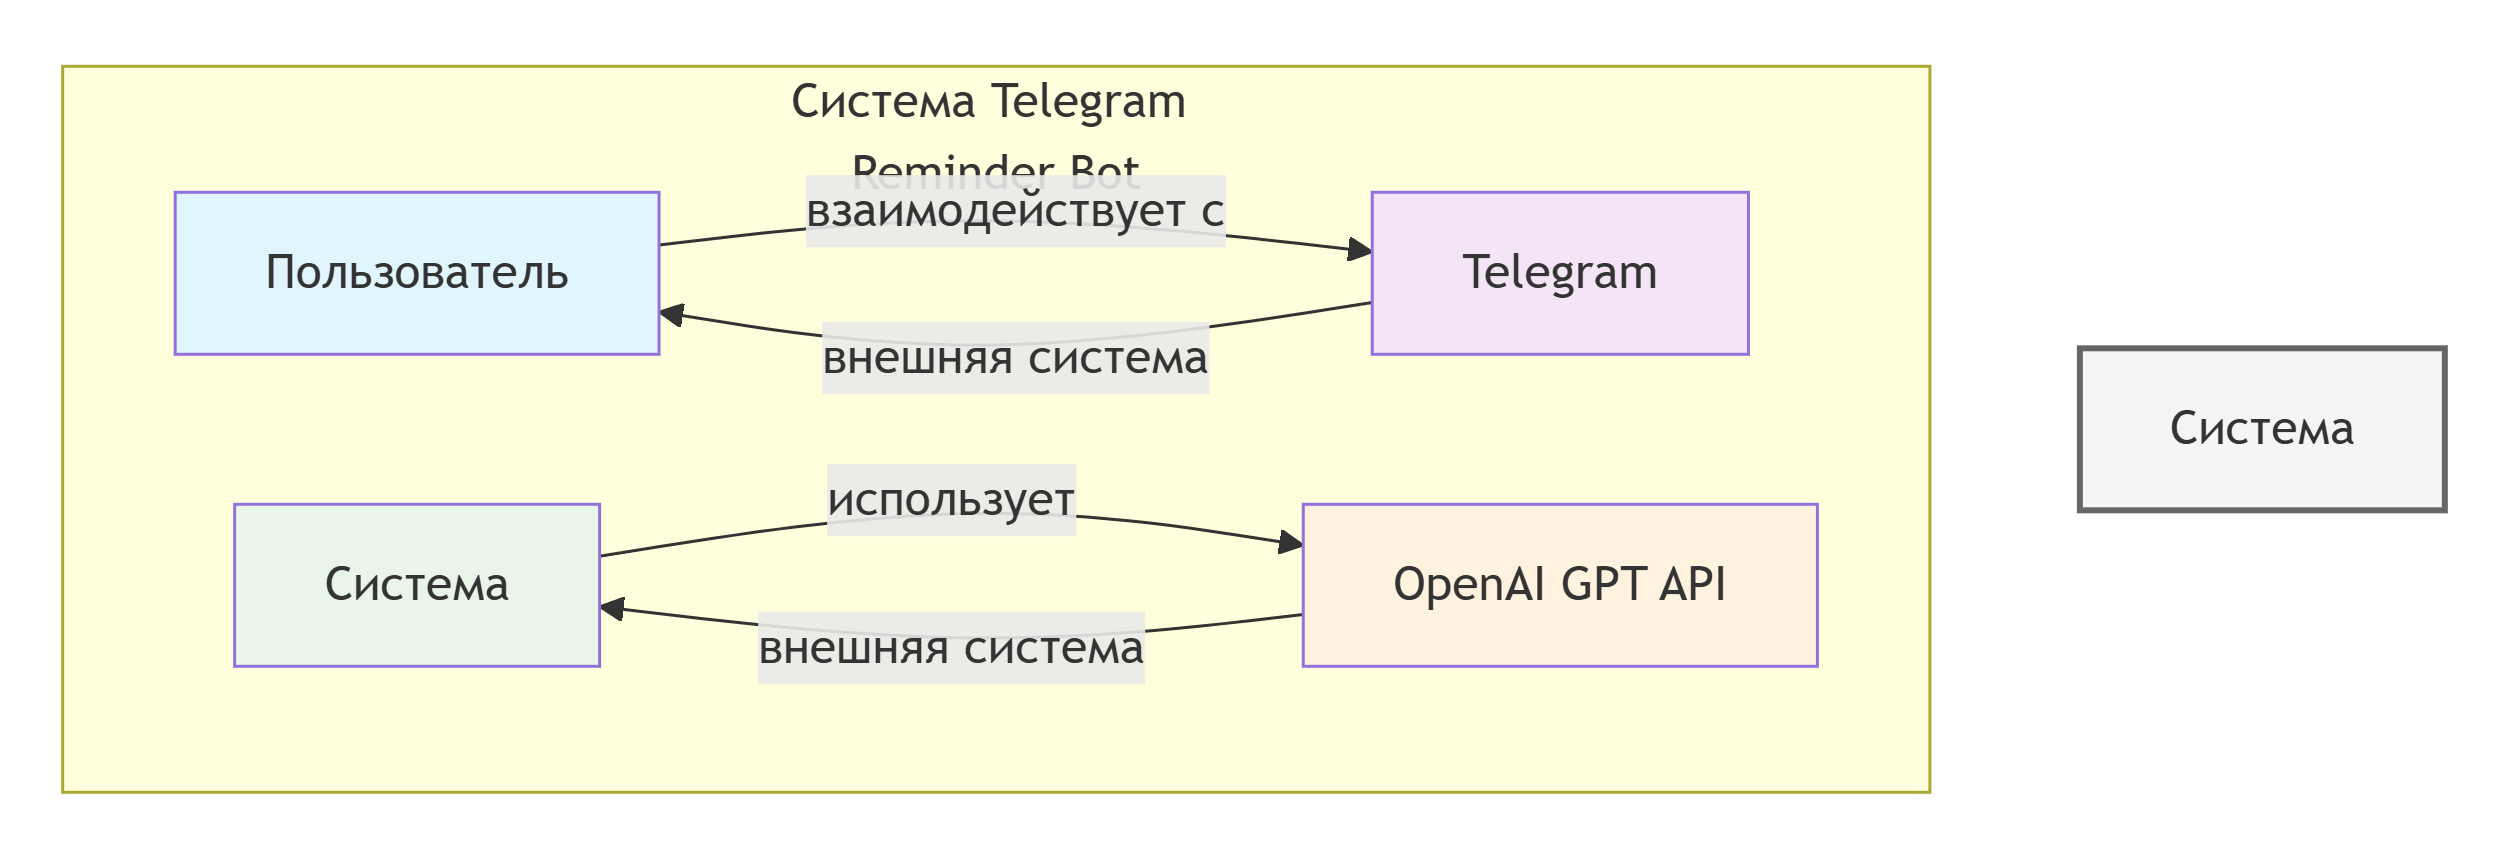 Система Telegram
Reminder Bot
взаимодействует с
Пользователь
Telegram
внешняя система
Система
использует
Система
OpenAI GPT API
внешняя система